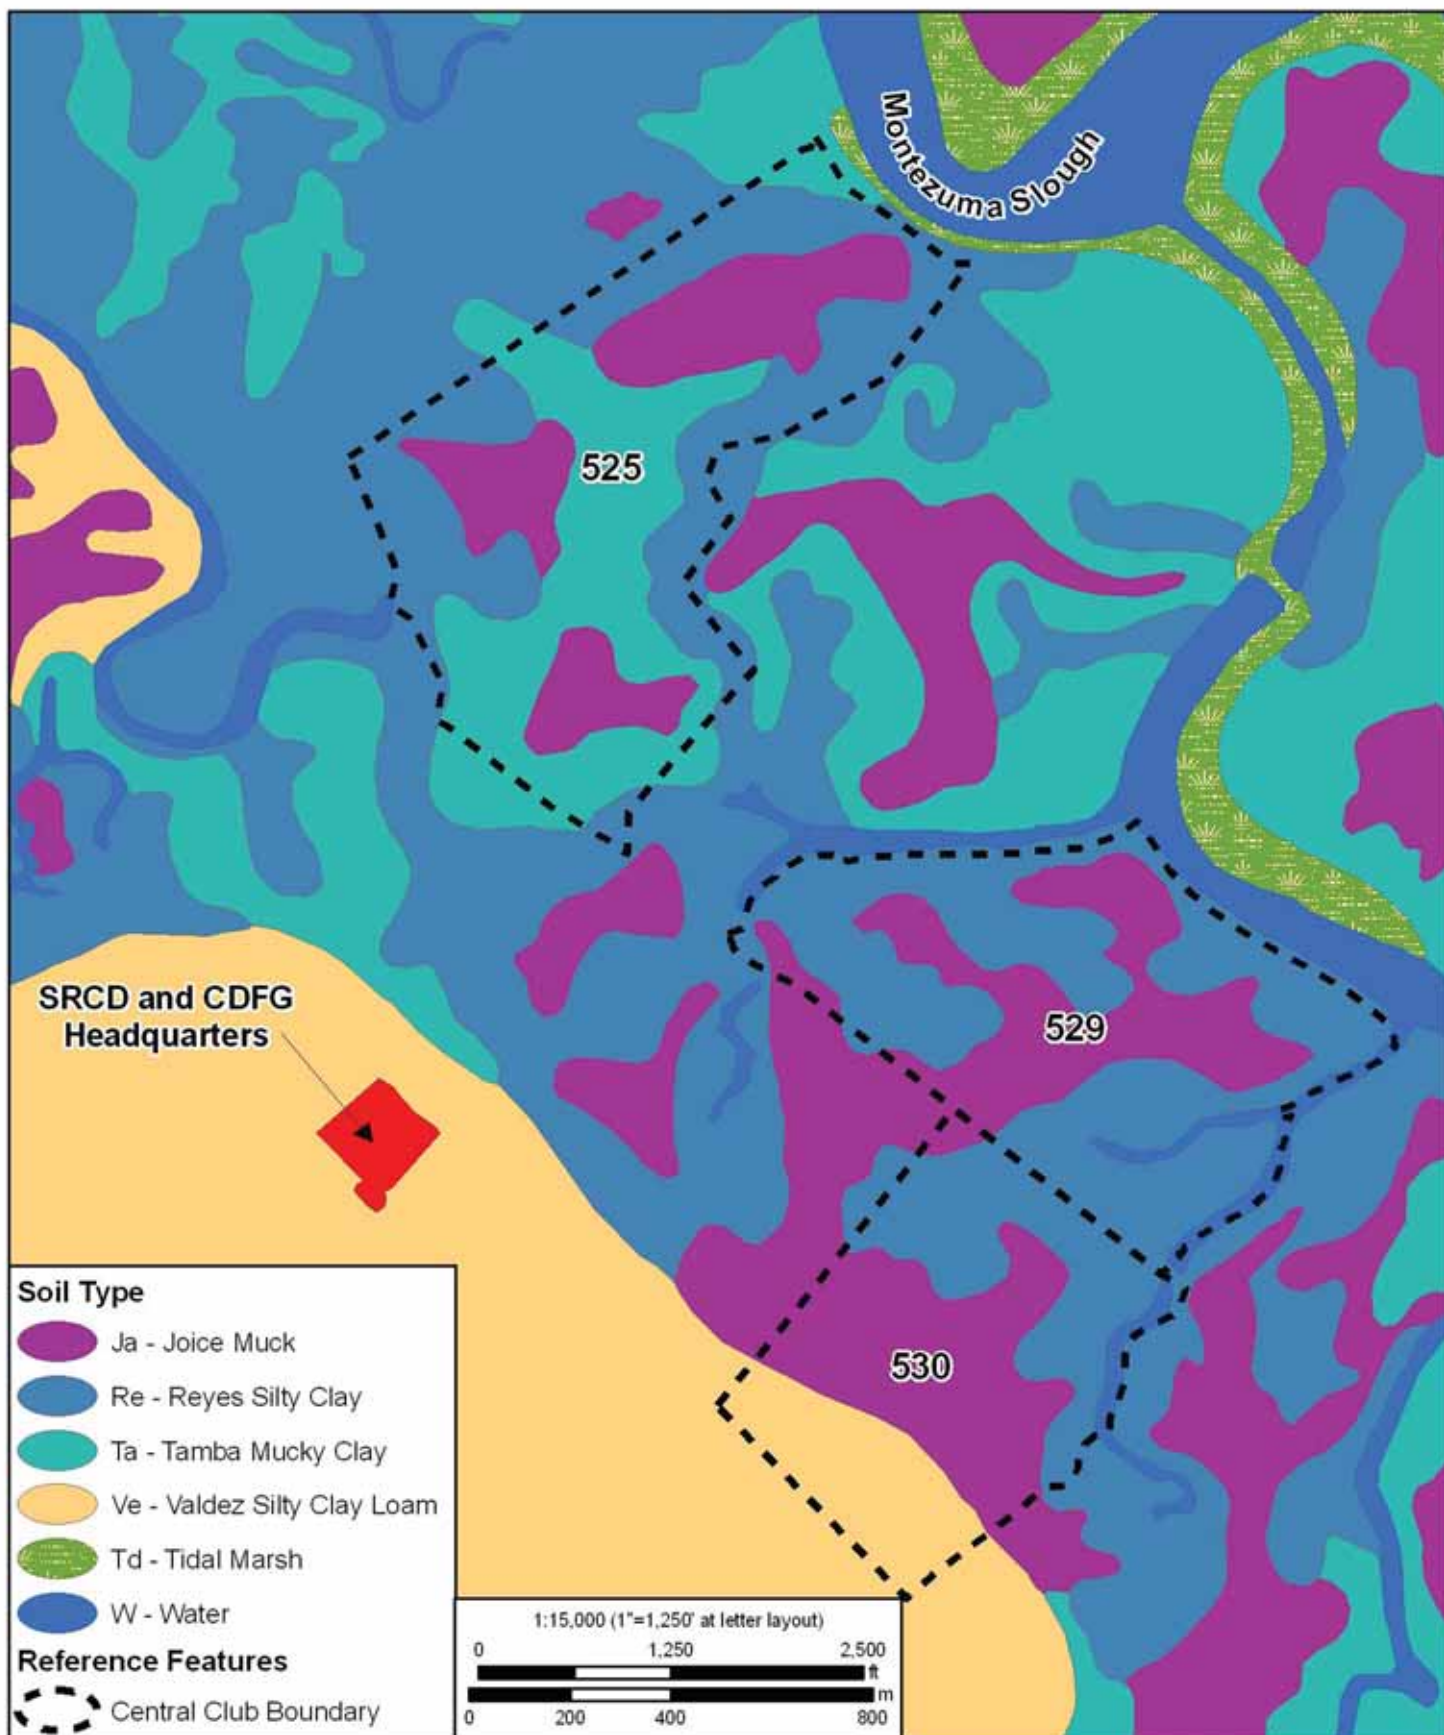 Montezuma Slough
525
SRCD and CDFG
Headquarters
529
530
Soil Type
Ja - Joice Muck
Re - Reyes Silty Clay
Ta - Tamba Mucky Clay
Ve - Valdez Silty Clay Loam
Td - Tidal Marsh
W - Water
Reference Features
Central Club Boundary
1:15,000 (1"=1,250' at letter layout)
0 1,250 2,500
ft
m
0 200 400 800